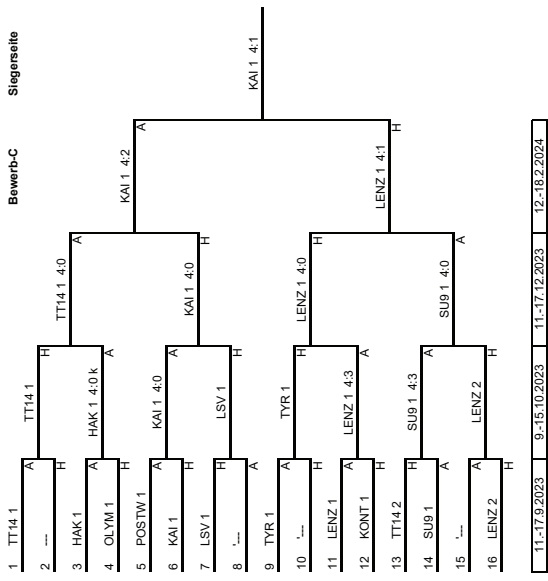 Bewerb-C Siegerseite
1 TT14 1
A TT14 1
2 --- H
H TT14 1 4:0
3 HAK 1 A
A HAK 1 4:0 k
4 OLYM 1 A
H KAI 1 4:2
5 POSTW 1 A
A KAI 1 4:0
6 KAI 1 A
H KAI 1 4:0
7 LSV 1 H
H LSV 1
8 '--- H
A KAI 1 4:1
9 TYR 1
A TYR 1
10 '--- H LENZ 1 4:0
H H
11 LENZ 1
A LENZ 1 4:3
12 KONT 1 A
H LENZ 1 4:1
13 TT14 2 H
H SU9 1 4:3
14 SU9 1 A
A SU9 1 4:0
15 '--- A
A LENZ 2
16 LENZ 2 H
H
11.-17.9.2023 9.-15.10.2023 11.-17.12.2023 12.-18.2.2024